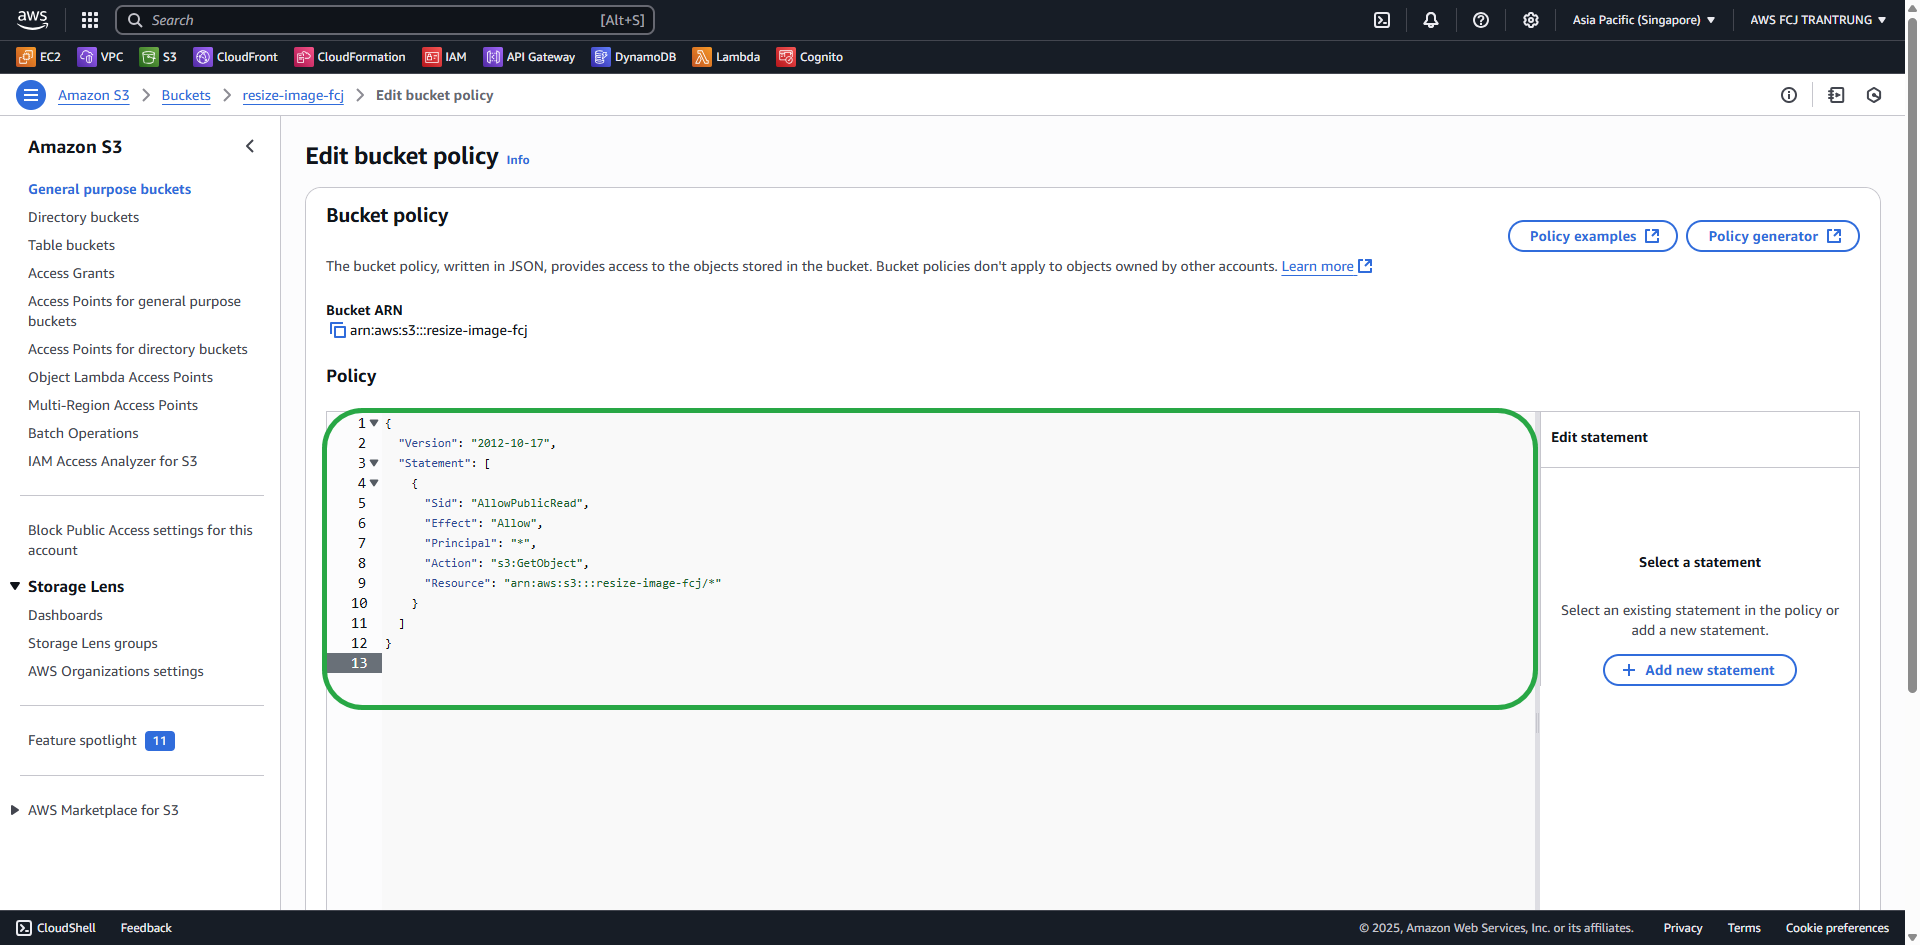 aws
Search [Alt+S]
Asia Pacific (Singapore)
AWS FCJ TRANTRUNG
EC2 VPC S3 CloudFront CloudFormation IAM API Gateway DynamoDB Lambda Cognito
Amazon S3 > Buckets > resize-image-fcj > Edit bucket policy
Amazon S3
General purpose buckets
Directory buckets
Table buckets
Access Grants
Access Points for general purpose
buckets
Access Points for directory buckets
Object Lambda Access Points
Multi-Region Access Points
Batch Operations
IAM Access Analyzer for S3
Block Public Access settings for this
account
Storage Lens
Dashboards
Storage Lens groups
AWS Organizations settings
Feature spotlight 11
AWS Marketplace for S3
Edit bucket policy Info
Bucket policy
Policy examples
Policy generator
The bucket policy, written in JSON, provides access to the objects stored in the bucket. Bucket policies don't apply to objects owned by other accounts. Learn more
Bucket ARN
arn:aws:s3:::resize-image-fcj
Policy
1 {
2 "Version": "2012-10-17",
3 "Statement": [
4 {
5 "Sid": "AllowPublicRead",
6 "Effect": "Allow",
7 "Principal": "*",
8 "Action": "s3:GetObject",
9 "Resource": "arn:aws:s3:::resize-image-fcj/*"
10 }
11 ]
12 }
13
Edit statement
Select a statement
Select an existing statement in the policy or
add a new statement.
+ Add new statement
CloudShell Feedback
© 2025, Amazon Web Services, Inc. or its affiliates. Privacy Terms Cookie preferences